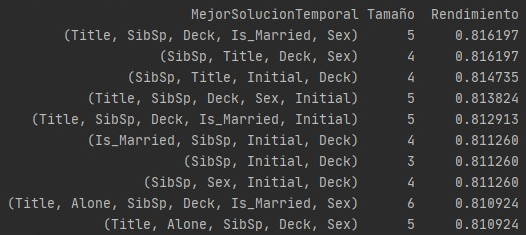 MejorSolucionTemporal Tamaño Rendimiento
(Title, SibSp, Deck, Is_Married, Sex) 5 0.816197
(SibSp, Title, Deck, Sex) 4 0.816197
(SibSp, Title, Initial, Deck) 4 0.814735
(Title, SibSp, Deck, Sex, Initial) 5 0.813824
(Title, SibSp, Deck, Is_Married, Initial) 5 0.812913
(Is_Married, SibSp, Initial, Deck) 4 0.811260
(SibSp, Initial, Deck) 3 0.811260
(SibSp, Sex, Initial, Deck) 4 0.811260
(Title, Alone, SibSp, Deck, Is_Married, Sex) 6 0.810924
(Title, Alone, SibSp, Deck, Sex) 5 0.810924